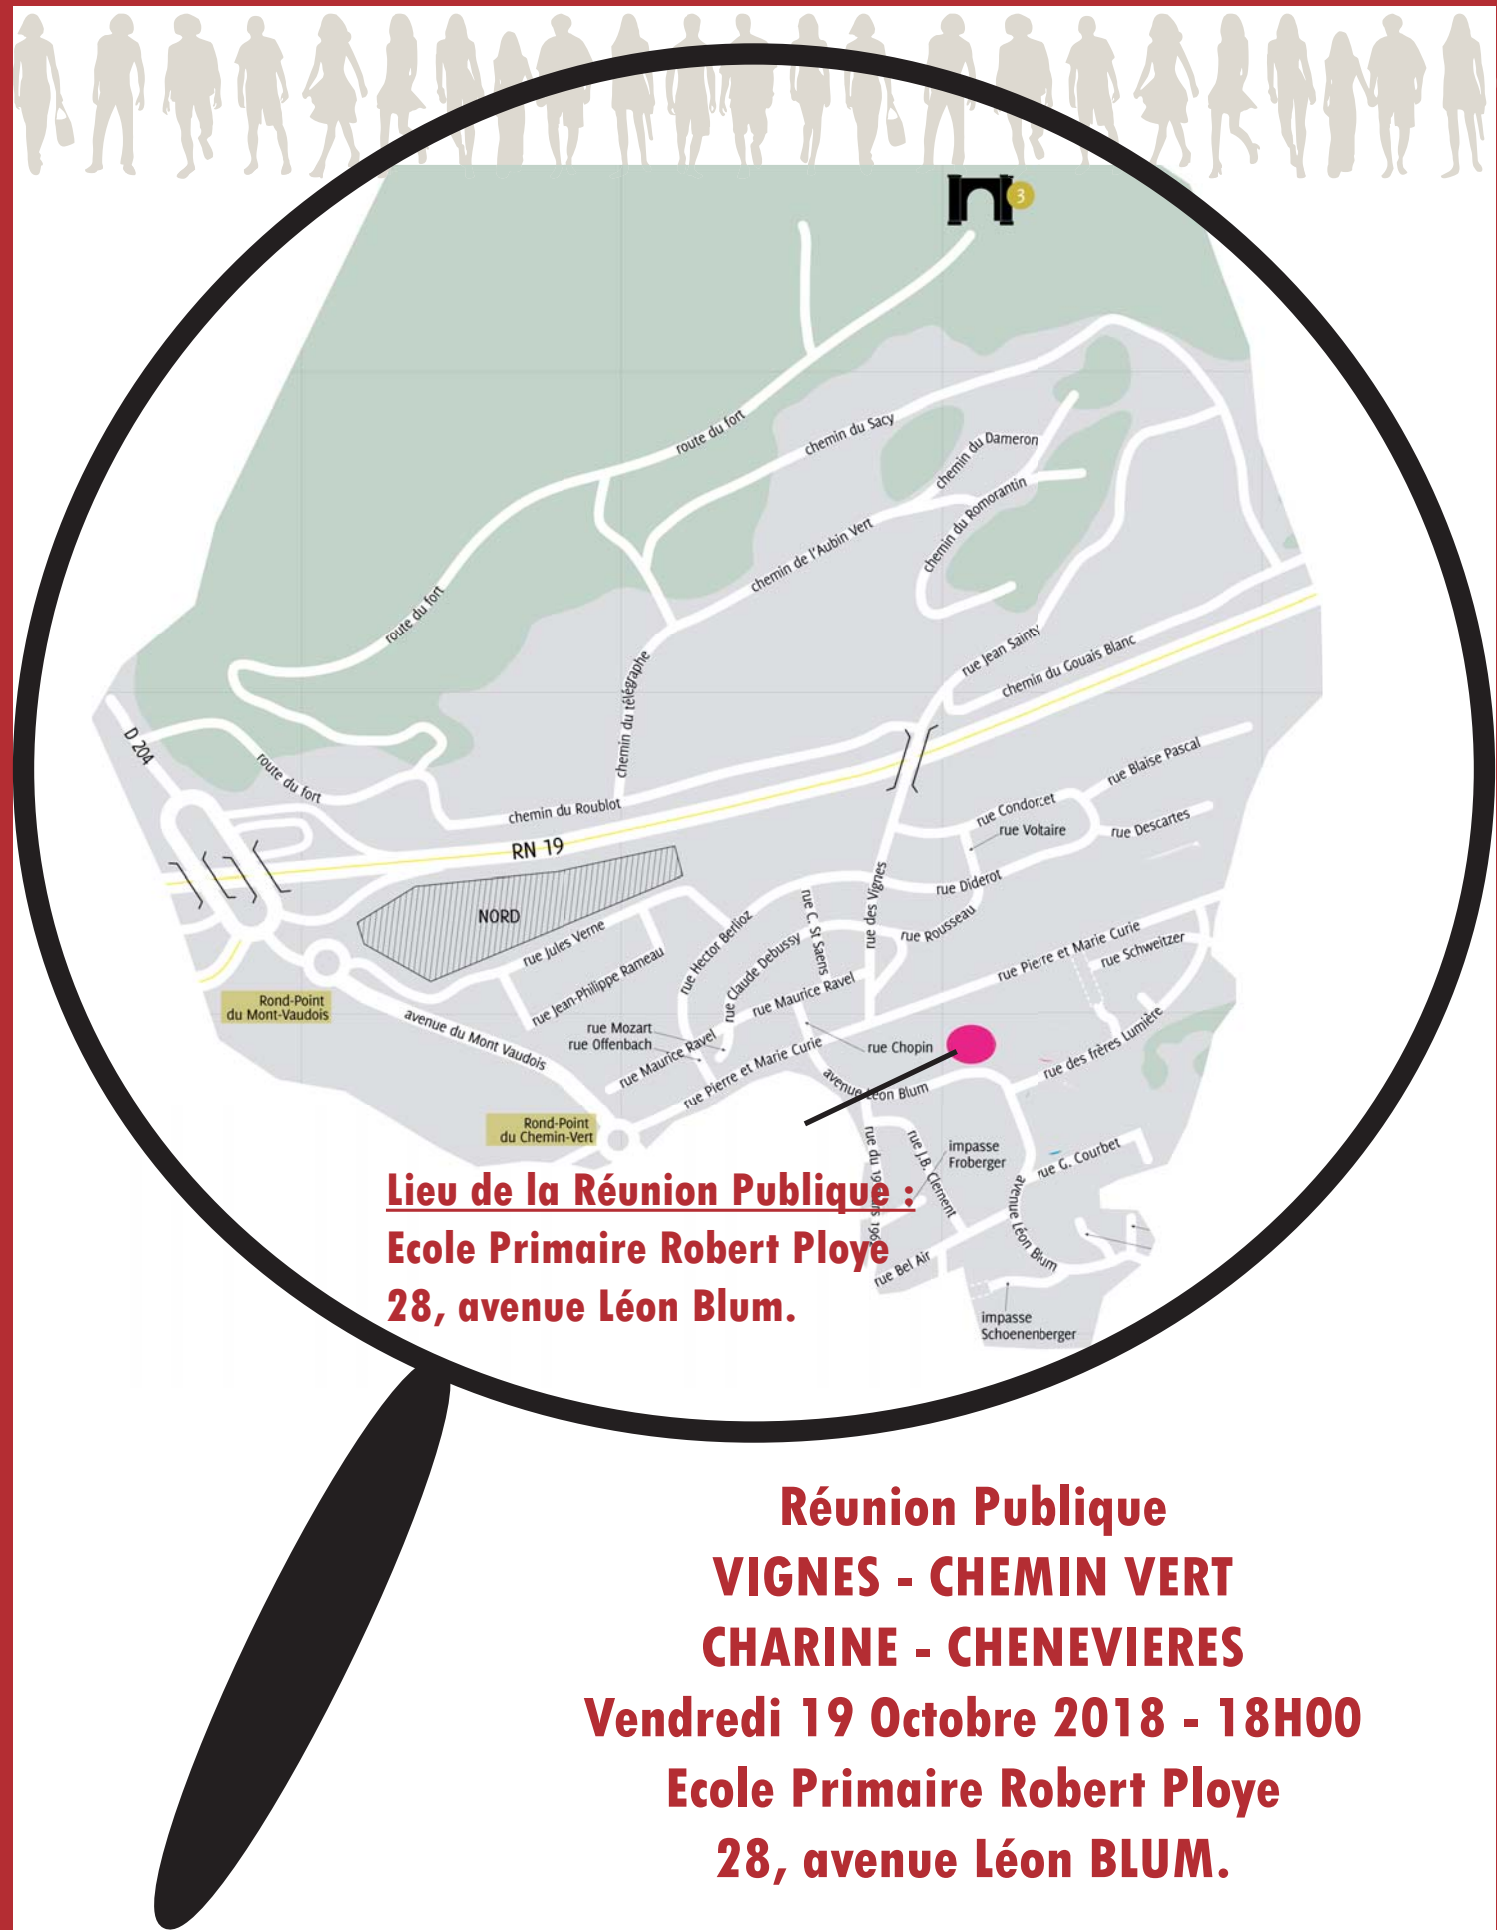 3
route du fort
chemin du Sacy
chemin du Dameron
chemin du Romorantin
chemin de l'Aubin Vert
route du fort
rue Jean Sainty
chemin du Gouais Blanc
chemin du télégraphe
D 204
route du fort
chemin du Roublot
RN 19
rue Blaise Pascal
rue Condorcet
rue Voltaire
rue Descartes
rue Diderot
rue des Vignes
NORD
rue Jules Verne
rue Hector Berlioz
rue C. St Saens
rue Rousseau
rue Claude Debussy
rue Jean-Philippe Rameau
rue Pierre et Marie Curie
rue Schweitzer
Rond-Point
du Mont-Vaudois
avenue du Mont Vaudois
rue Maurice Ravel
rue Mozart
rue Offenbach
rue Maurice Ravel
rue Pierre et Marie Curie
rue Chopin
rue des frères Lumière
avenue Léon Blum
Rond-Point
du Chemin-Vert
rue du 19
rue J.B. Clement
impasse
Froberger
rue G. Courbet
avenue Léon Blum
rue Bel Air
impasse
Schoenenberger
Lieu de la Réunion Publique :
Ecole Primaire Robert Ploye
28, avenue Léon Blum.
Réunion Publique
VIGNES - CHEMIN VERT
CHARINE - CHENEVIERES
Vendredi 19 Octobre 2018 - 18H00
Ecole Primaire Robert Ploye
28, avenue Léon BLUM.